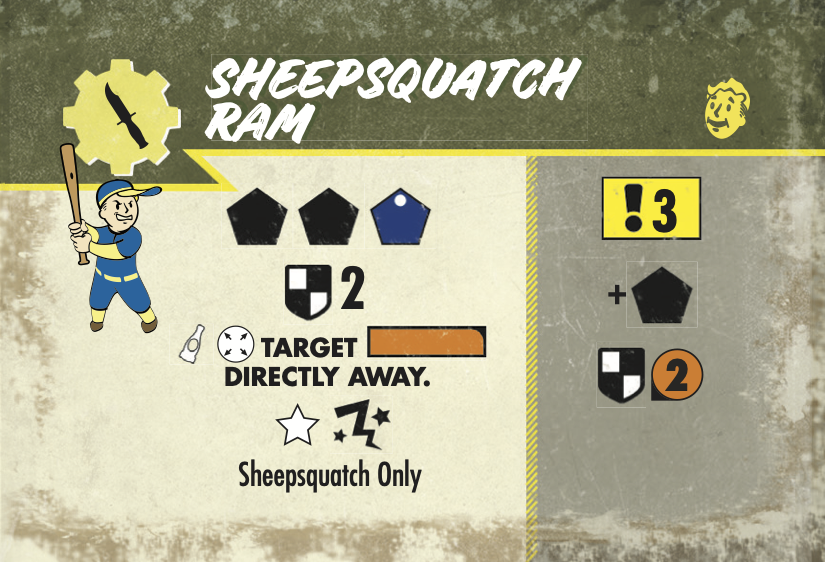 SHEEPSQUATCH
RAM
2
TARGET
DIRECTLY AWAY.
Sheepsquatch Only
!3
+
2